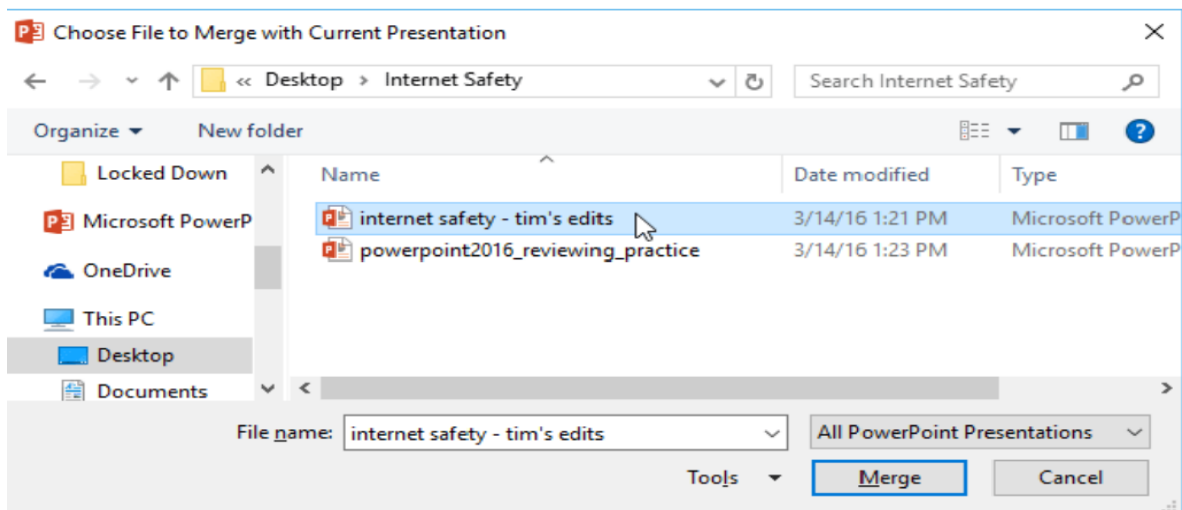 Choose File to Merge with Current Presentation
« Desktop > Internet Safety
Search Internet Safety
Organize
New folder
Locked Down
Name
Date modified
Type
Microsoft PowerP
internet safety - tim's edits
3/14/16 1:21 PM
Microsoft PowerP
powerpoint2016_reviewing_practice
3/14/16 1:23 PM
Microsoft PowerP
OneDrive
This PC
Desktop
Documents
File name:
internet safety - tim's edits
All PowerPoint Presentations
Tools
Merge
Cancel